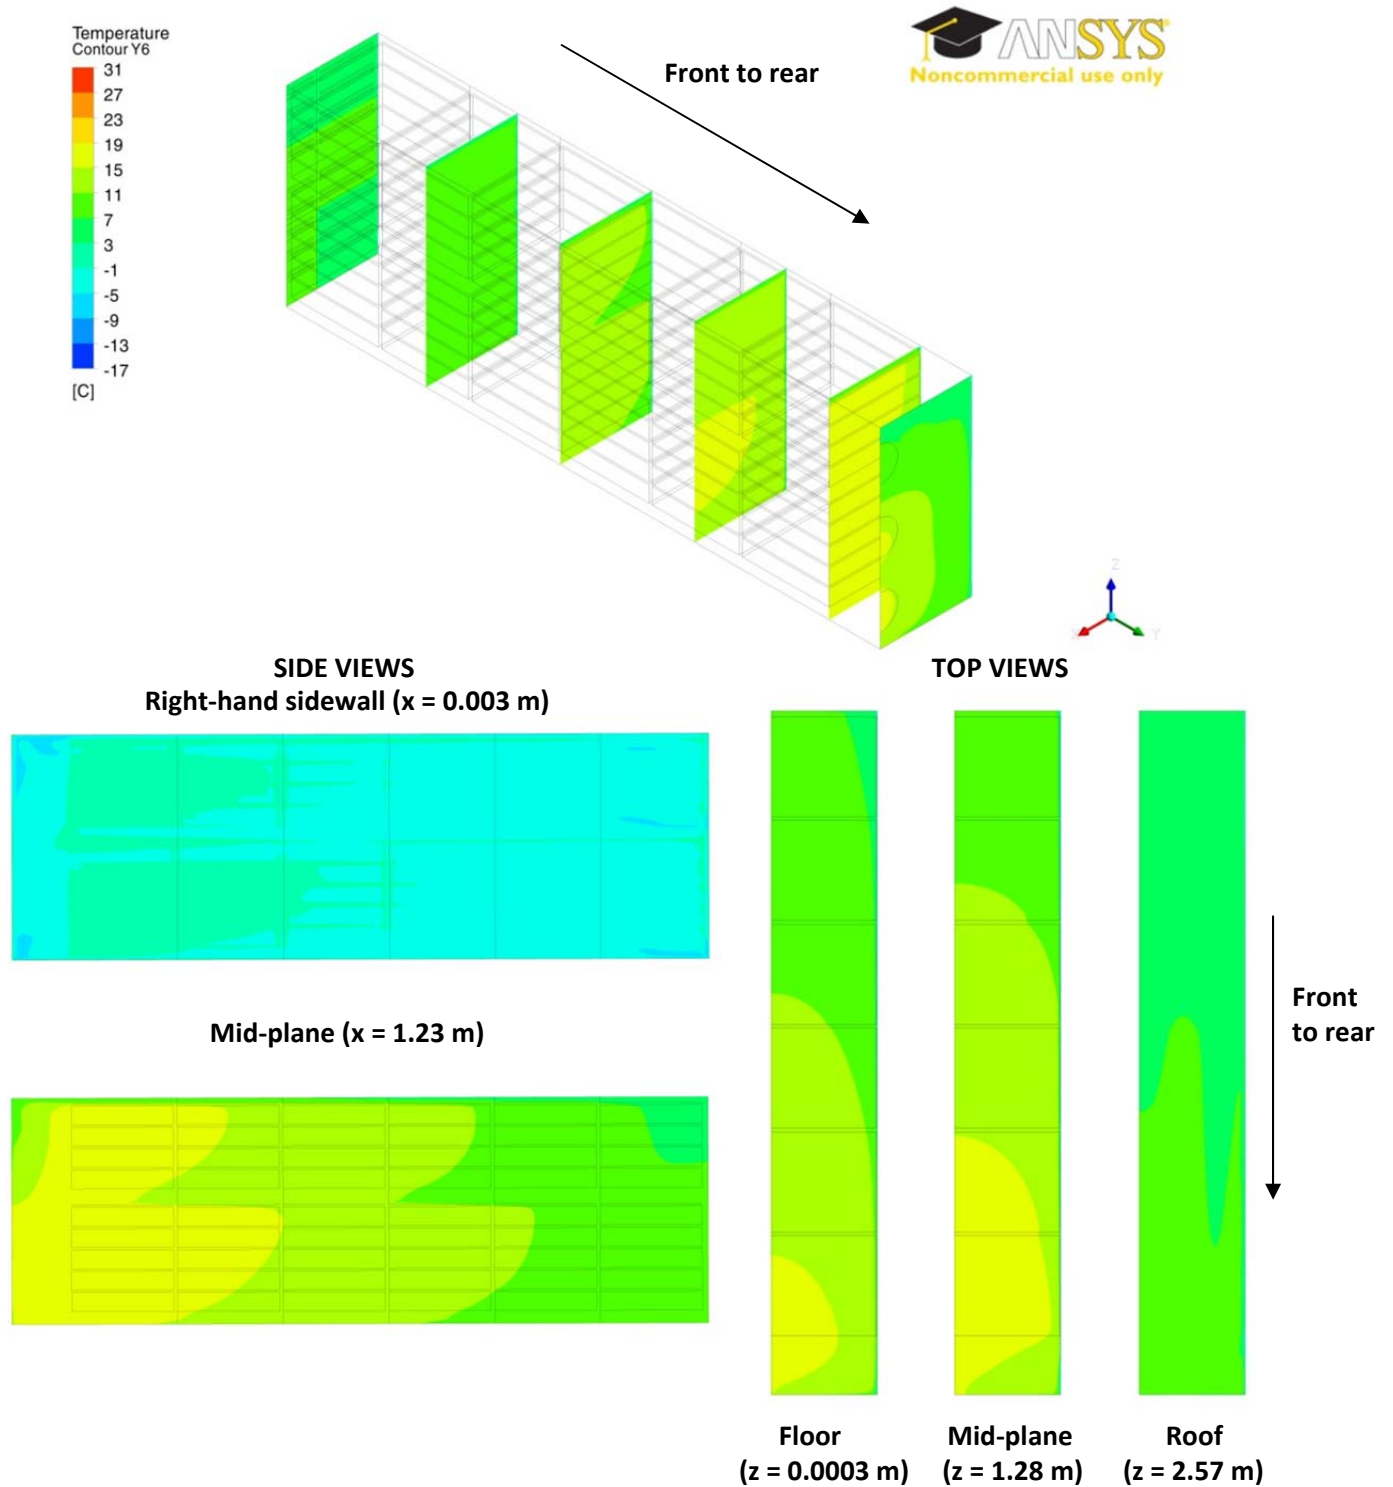 Temperature
Contour Y6
31
27
23
19
15
11
7
3
-1
-5
-9
-13
-17
[C]
Front to rear
ANSYS
Noncommercial use only
Z
X
Y
SIDE VIEWS
Right-hand sidewall (x = 0.003 m)
Mid-plane (x = 1.23 m)
TOP VIEWS
Front
to rear
Floor
(z = 0.0003 m)
Mid-plane
(z = 1.28 m)
Roof
(z = 2.57 m)